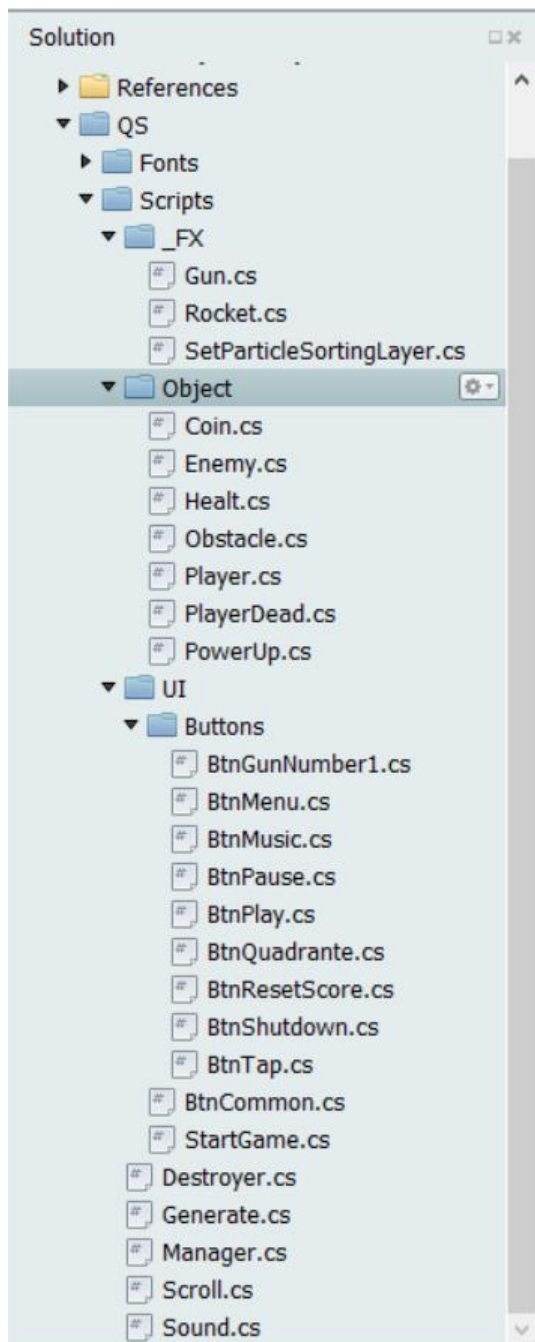 Solution
References
QS
Fonts
Scripts
_FX
Gun.cs
Rocket.cs
SetParticleSortingLayer.cs
Object
Coin.cs
Enemy.cs
Healt.cs
Obstacle.cs
Player.cs
PlayerDead.cs
PowerUp.cs
UI
Buttons
BtnGunNumber1.cs
BtnMenu.cs
BtnMusic.cs
BtnPause.cs
BtnPlay.cs
BtnQuadrante.cs
BtnResetScore.cs
BtnShutdown.cs
BtnTap.cs
BtnCommon.cs
StartGame.cs
Destroyer.cs
Generate.cs
Manager.cs
Scroll.cs
Sound.cs